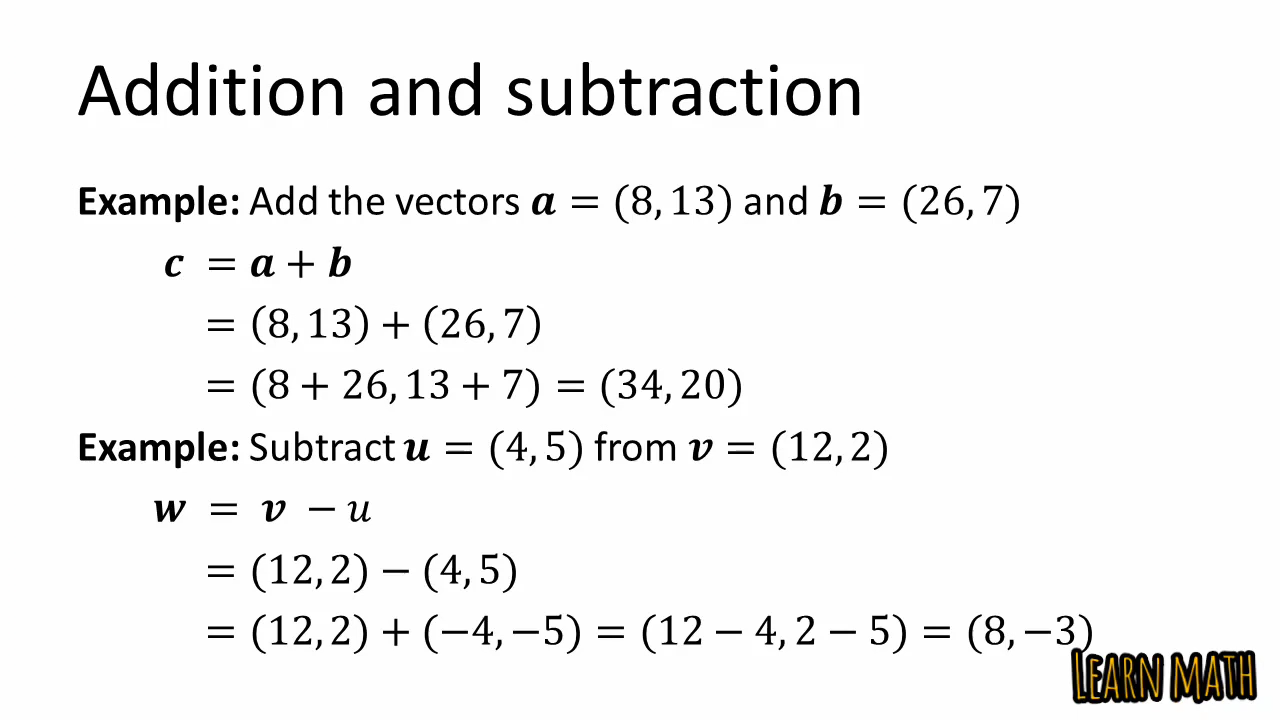 Addition and subtraction
Example: Add the vectors a = (8, 13) and b = (26, 7)
c = a + b
= (8, 13) + (26, 7)
= (8 + 26, 13 + 7) = (34, 20)
Example: Subtract u = (4, 5) from v = (12, 2)
w = v − u
= (12, 2) − (4, 5)
= (12, 2) + (−4, −5) = (12 − 4, 2 − 5) = (8, −3)
LEARN MATH